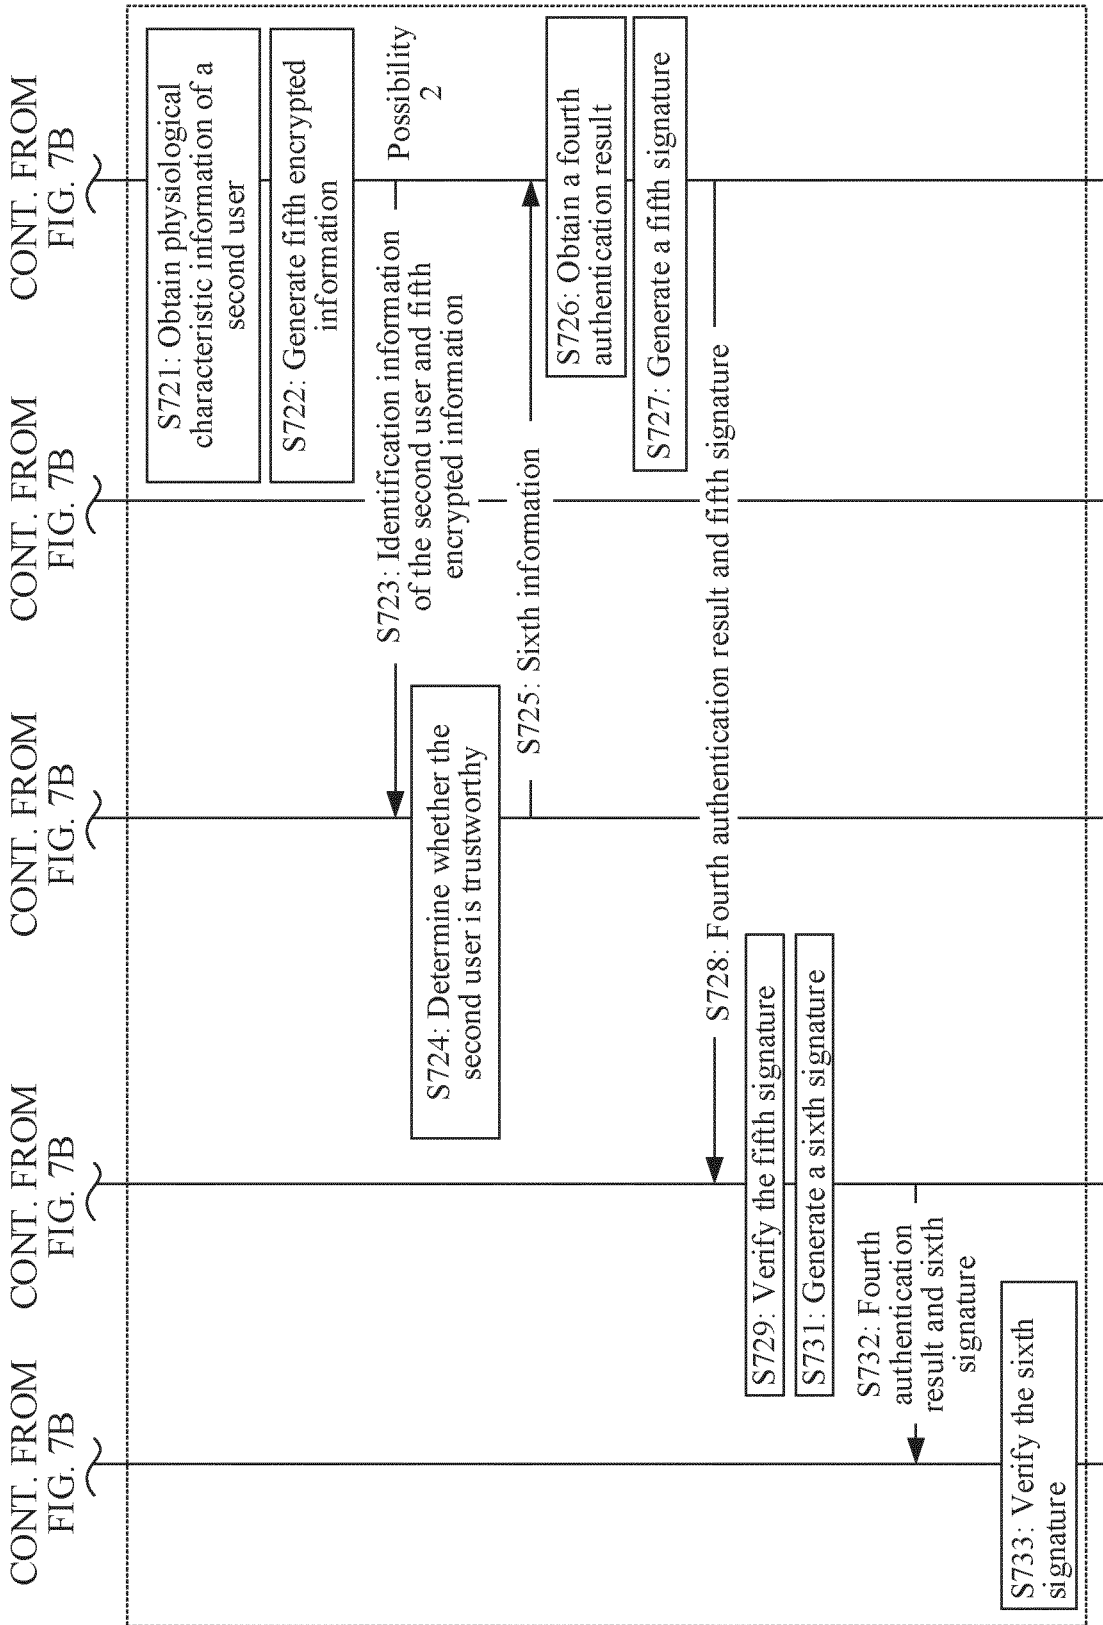 CONT. FROM
FIG. 7B
CONT. FROM
FIG. 7B
CONT. FROM
FIG. 7B
CONT. FROM
FIG. 7B
CONT. FROM
FIG. 7B
S721: Obtain physiological
characteristic information of a
second user
S722: Generate fifth encrypted
information
Possibility
2
S723: Identification information
of the second user and fifth
encrypted information
S724: Determine whether the
second user is trustworthy
S725: Sixth information
S726: Obtain a fourth
authentication result
S727: Generate a fifth signature
S728: Fourth authentication result and fifth signature
S729: Verify the fifth signature
S731: Generate a sixth signature
S732: Fourth
authentication
result and sixth
signature
S733: Verify the sixth
signature